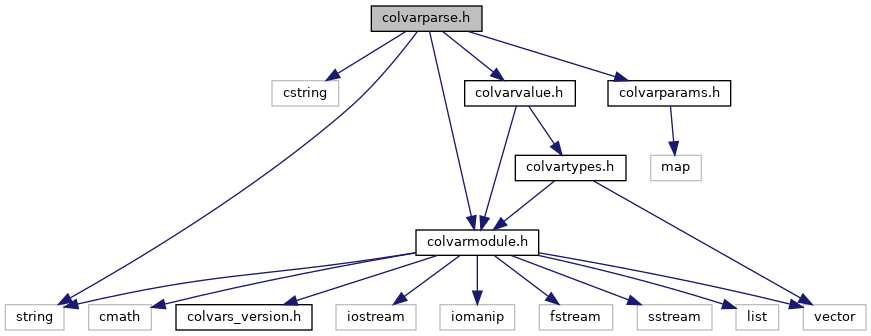 colvarparse.h
cstring
colvarvalue.h
colvarparams.h
colvartypes.h
map
colvarmodule.h
string
cmath
colvars_version.h
iostream
iomanip
fstream
sstream
list
vector